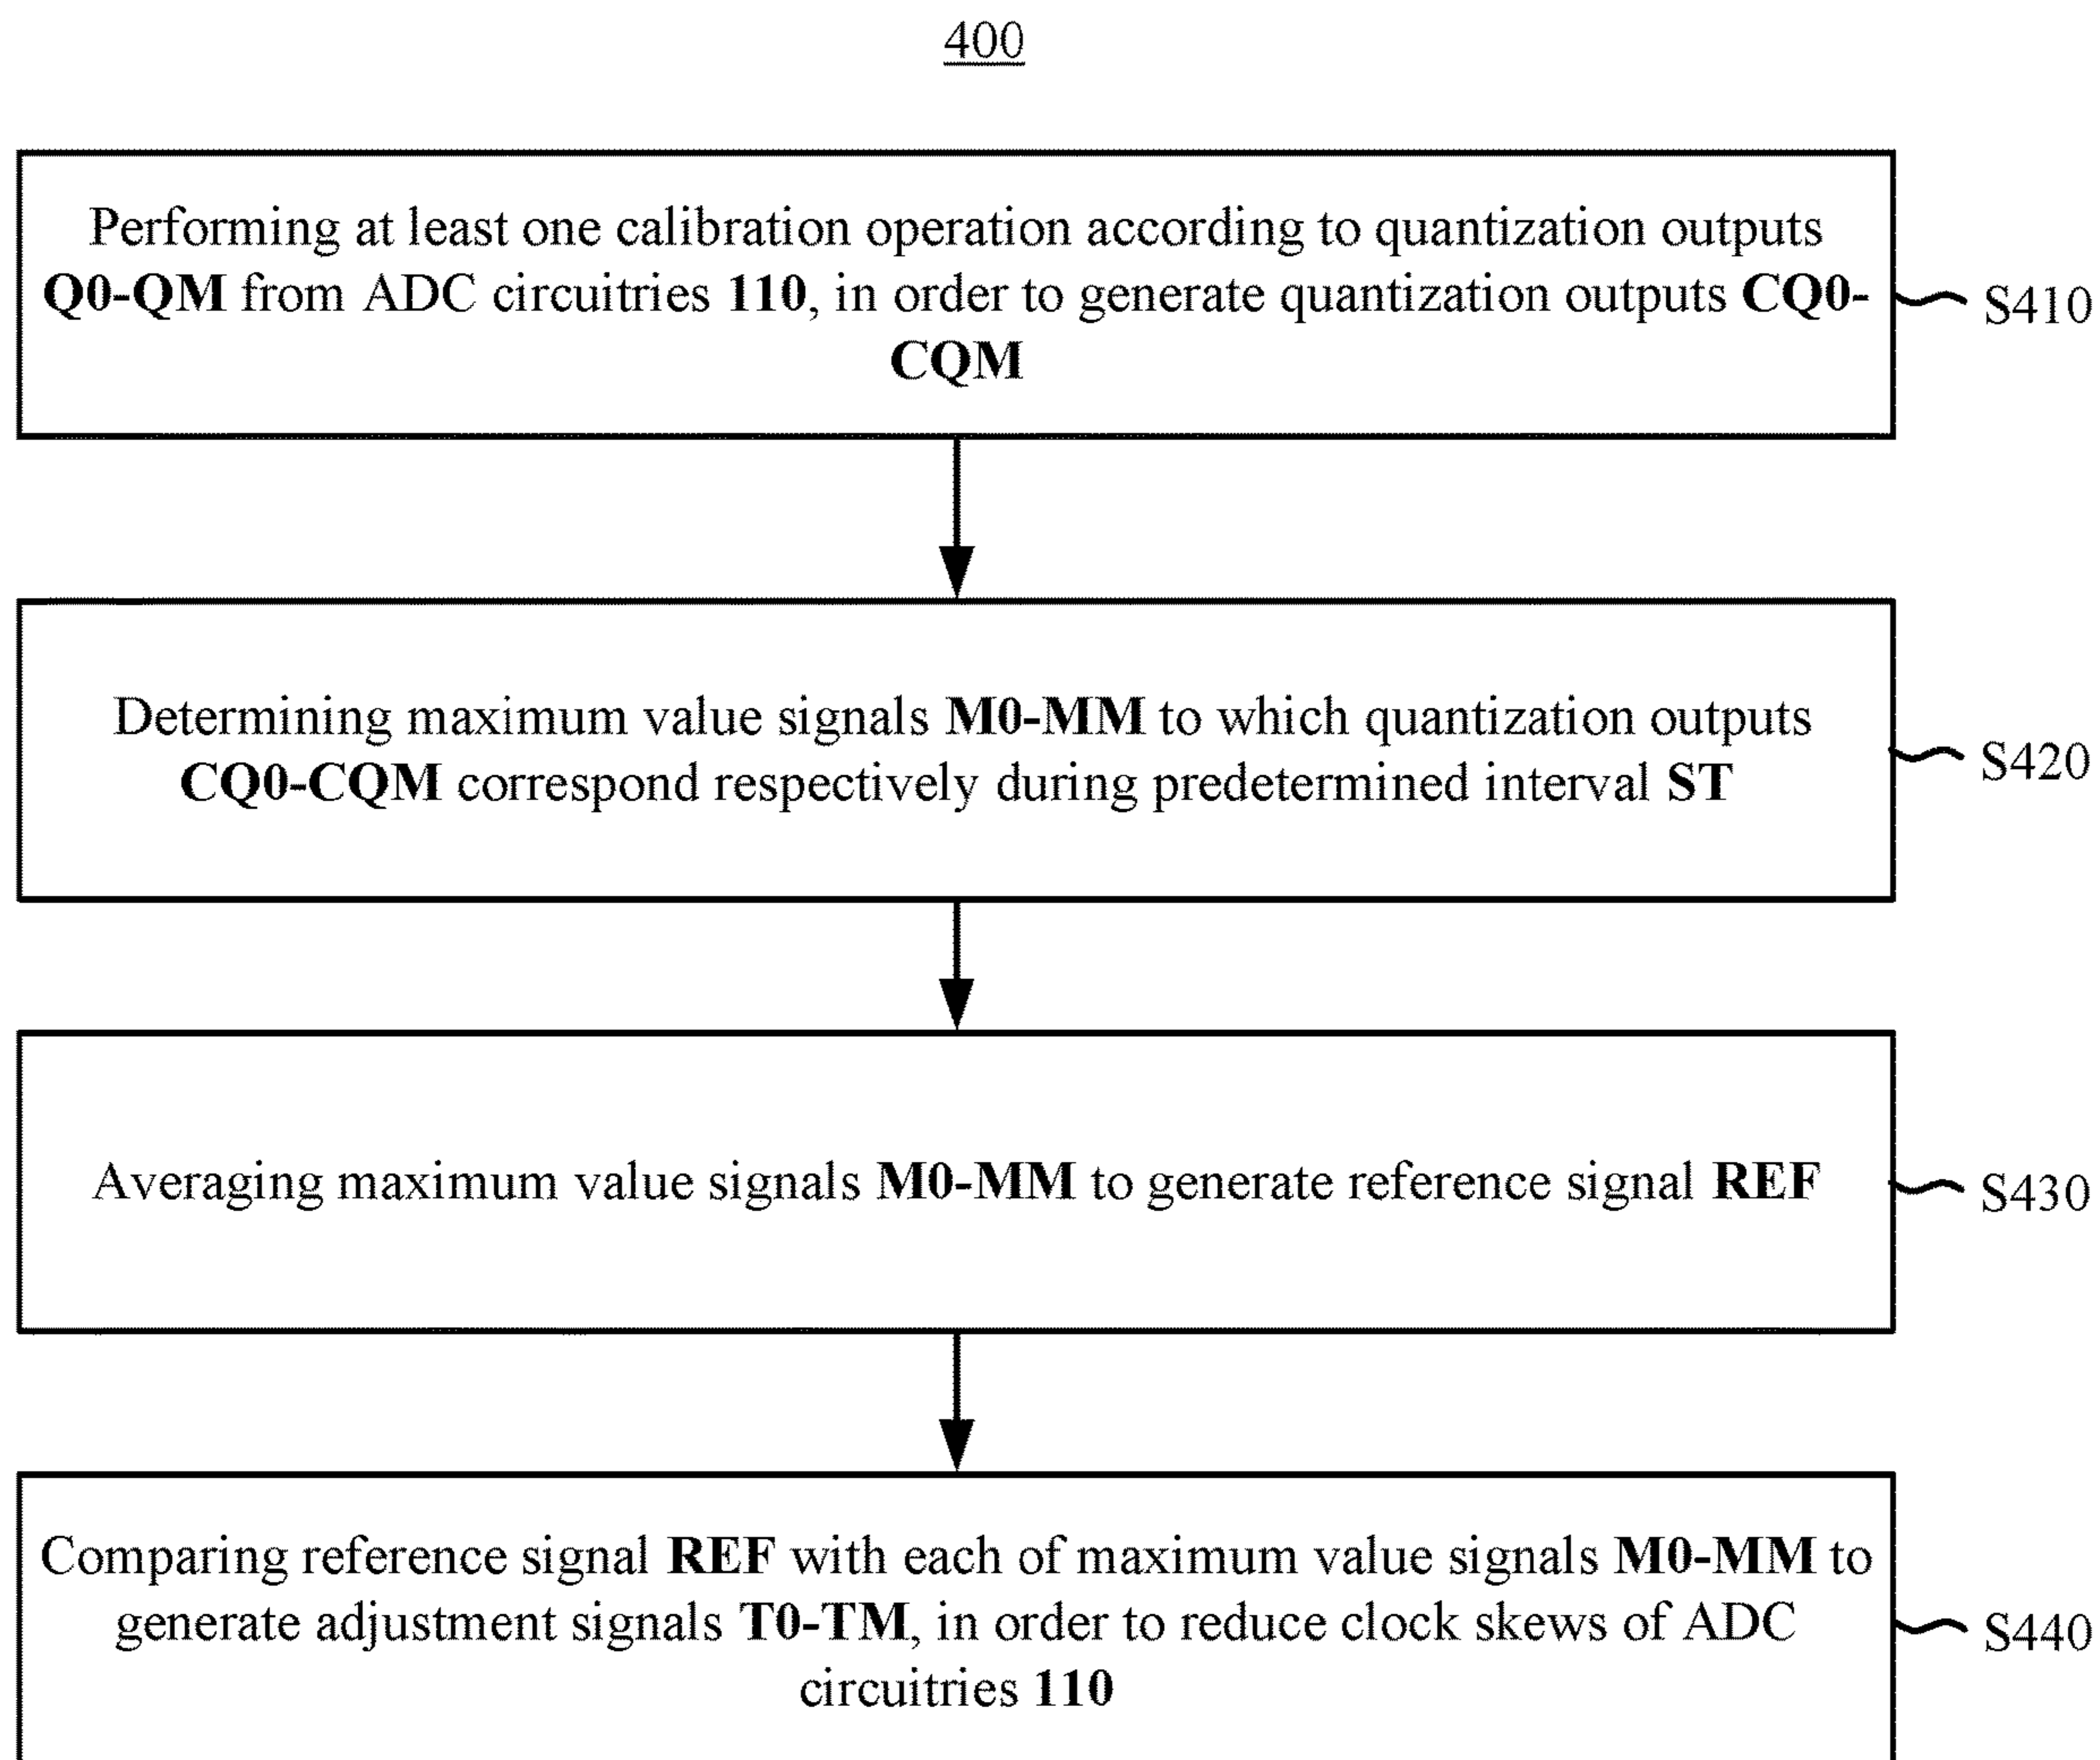 400
Performing at least one calibration operation according to quantization outputs
Q0-QM from ADC circuitries 110, in order to generate quantization outputs CQ0-
CQM
S410
Determining maximum value signals M0-MM to which quantization outputs
CQ0-CQM correspond respectively during predetermined interval ST
S420
Averaging maximum value signals M0-MM to generate reference signal REF
S430
Comparing reference signal REF with each of maximum value signals M0-MM to
generate adjustment signals T0-TM, in order to reduce clock skews of ADC
circuitries 110
S440